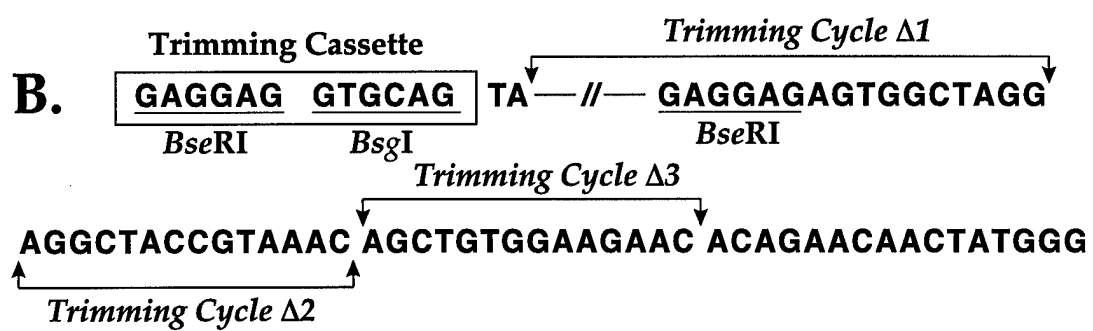 Trimming Cassette
Trimming Cycle Δ1
B. GAGGAG GTGCAG TA — // — GAGGAGAGTGGCTAGG
BseRI BsgI BseRI
Trimming Cycle Δ3
AGGCTACCGTAAAC AGCTGTGGAAGAAC ACAGAACAACTATGGG
Trimming Cycle Δ2